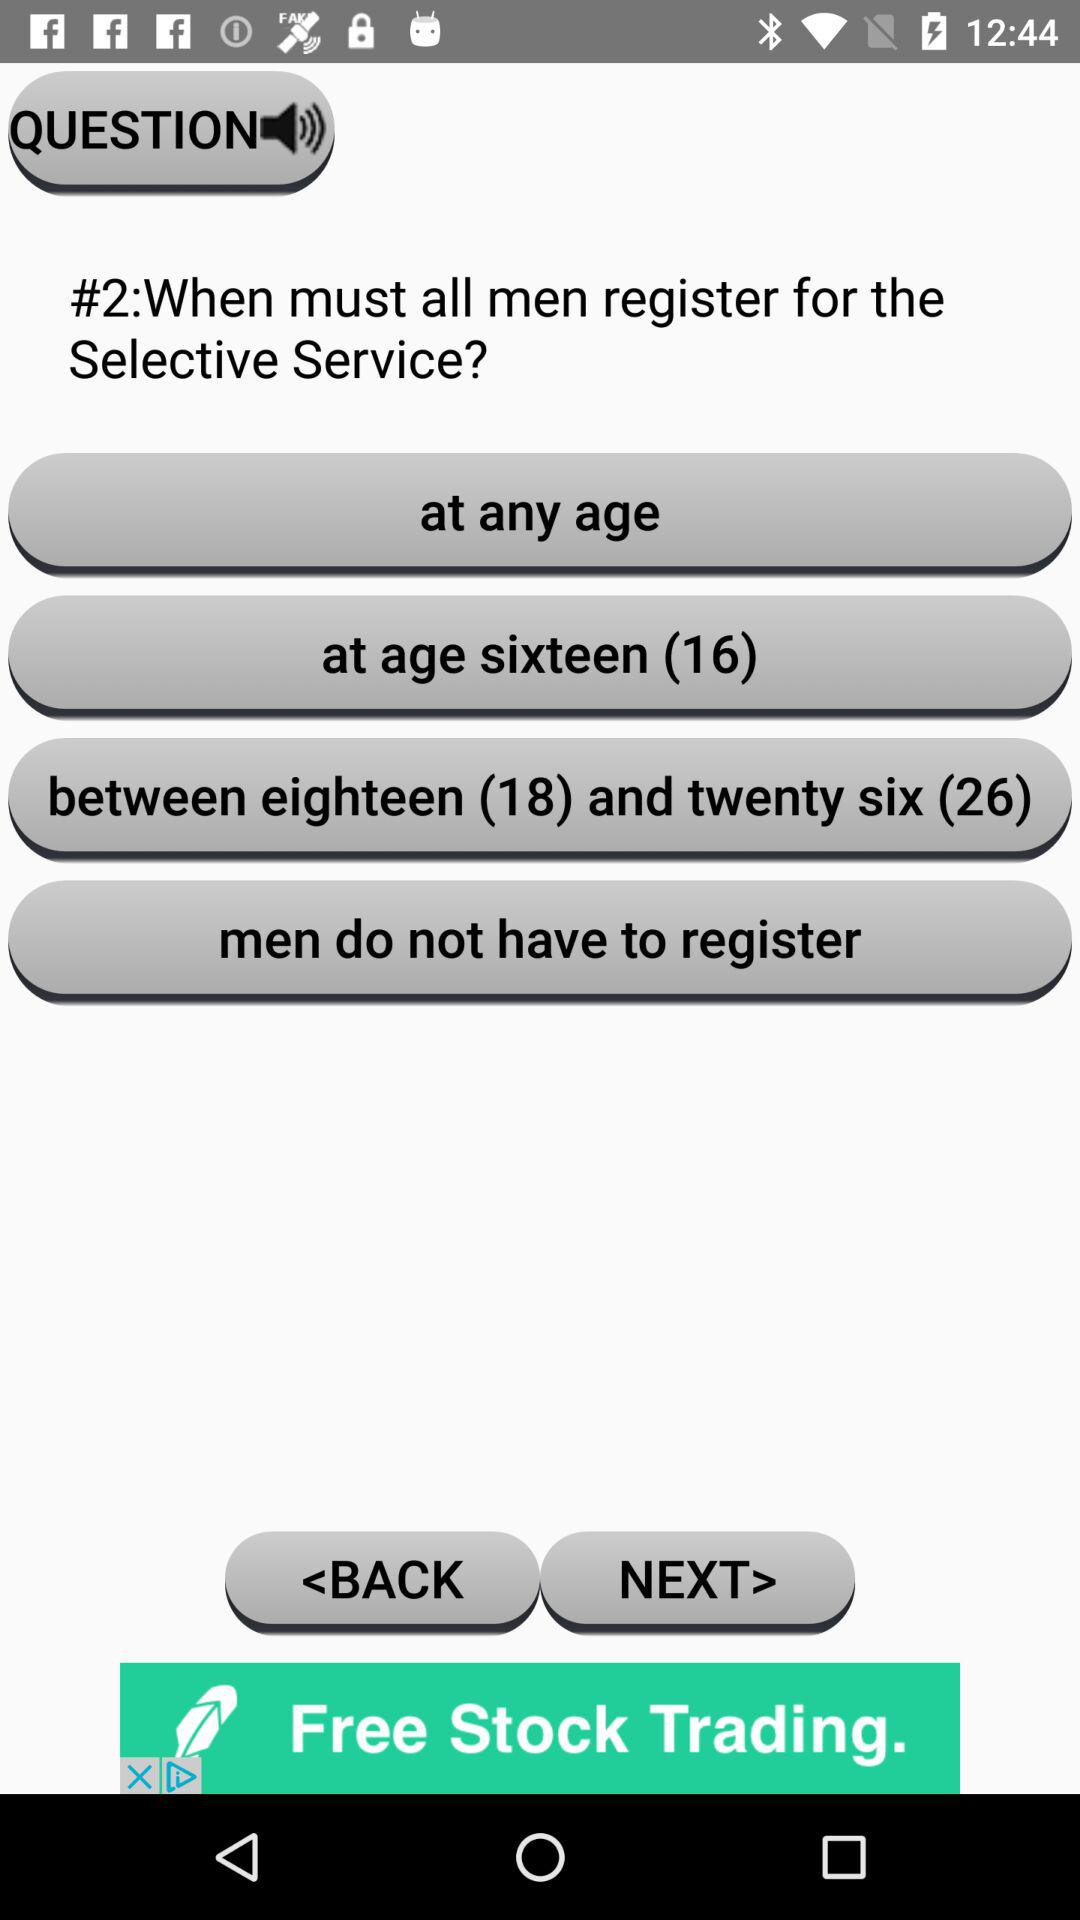 FAKE
12:44
QUESTION
#2:When must all men register for the
Selective Service?
at any age
at age sixteen (16)
between eighteen (18) and twenty six (26)
men do not have to register
<BACK
NEXT>
Free Stock Trading.